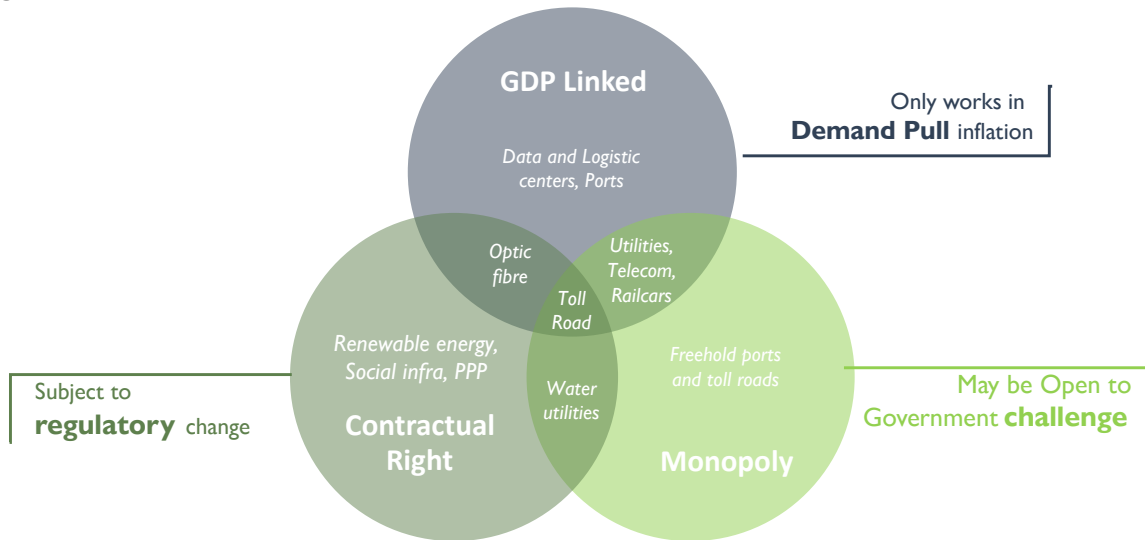 GDP Linked
Only works in
Demand Pull inflation
Data and Logistic
centers, Ports
Optic
fibre
Utilities,
Telecom,
Railcars
Toll
Road
Renewable energy,
Social infra, PPP
Freehold ports
and toll roads
Subject to
regulatory change
Water
utilities
May be Open to
Government challenge
Contractual
Right
Monopoly